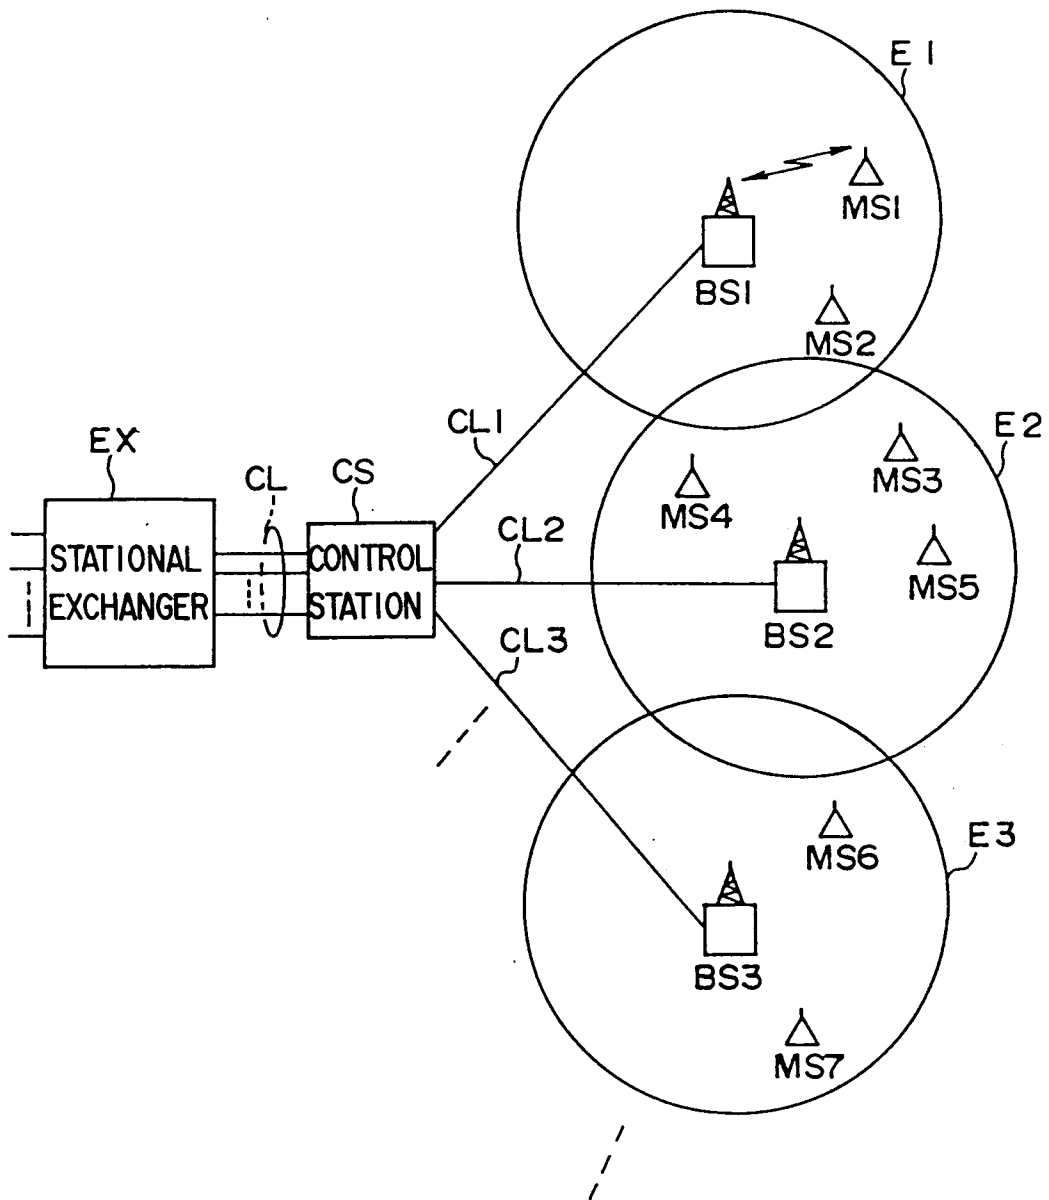 E1
MS1
BS1
MS2
CL1
E2
EX
MS3
CL
CS
MS4
CL2
STATIONAL
EXCHANGER
CONTROL
STATION
MS5
BS2
CL3
MS6
E3
BS3
MS7